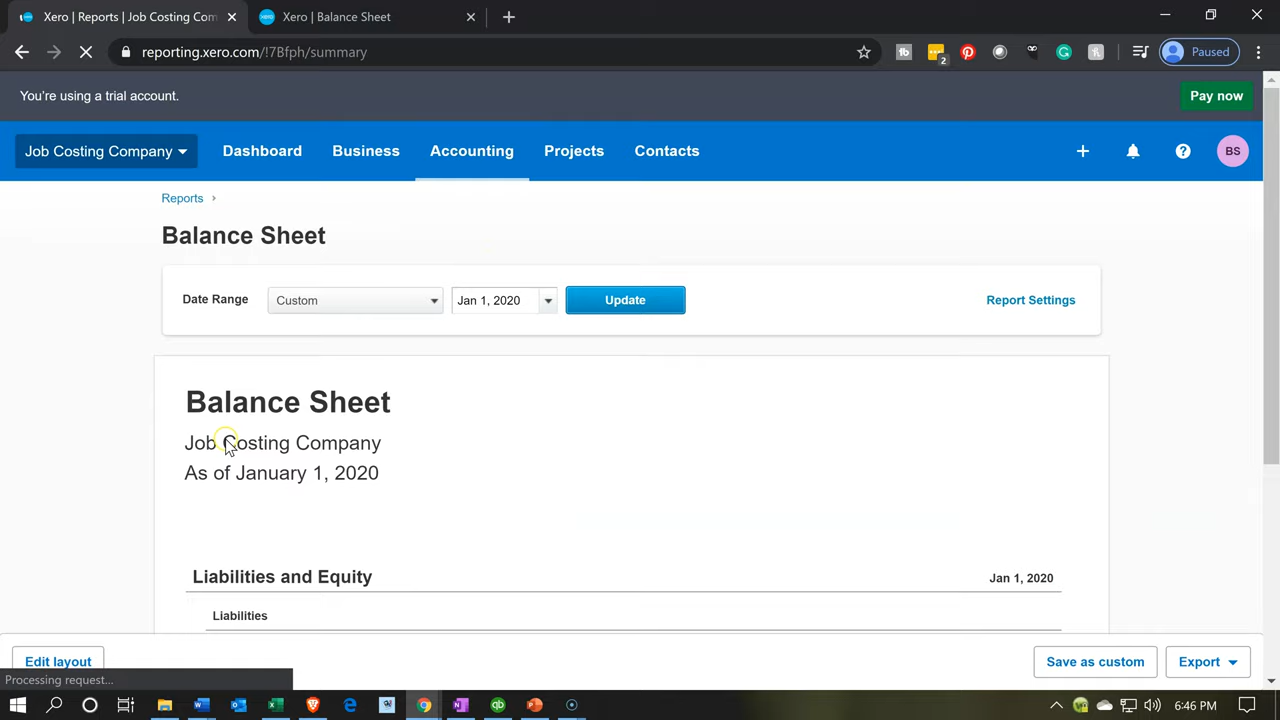 Xero | Reports | Job Costing Com
Xero | Balance Sheet
reporting.xero.com/!7Bfph/summary
2
Paused
You're using a trial account.
Pay now
Job Costing Company
Dashboard
Business
Accounting
Projects
Contacts
BS
Reports
Balance Sheet
Date Range
Custom
Jan 1, 2020
Update
Report Settings
Balance Sheet
Job Costing Company
As of January 1, 2020
Liabilities and Equity
Jan 1, 2020
Liabilities
Edit layout
Save as custom
Export
Processing request...
6:46 PM